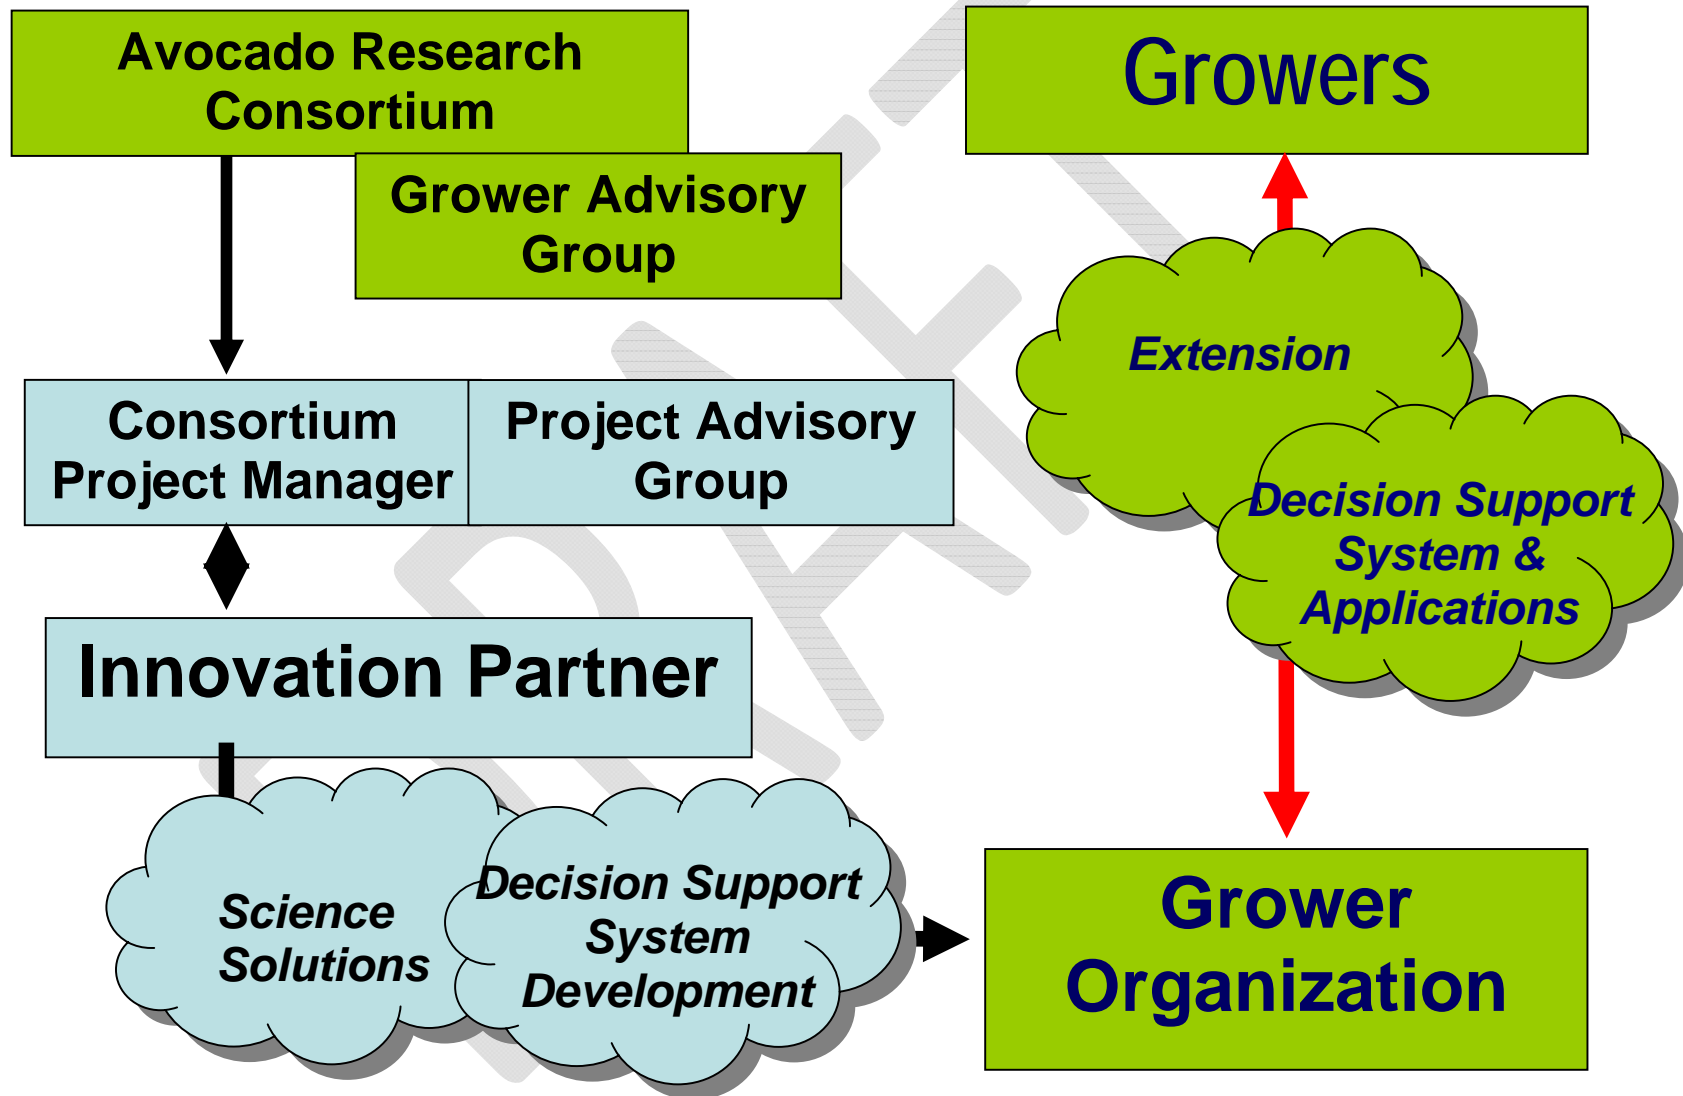 Avocado Research
Consortium
Grower Advisory
Group
Consortium
Project Manager
Project Advisory
Group
Innovation Partner
Science
Solutions
Decision Support
System
Development
Growers
Extension
Decision Support
System &
Applications
Grower
Organization
DRAFT